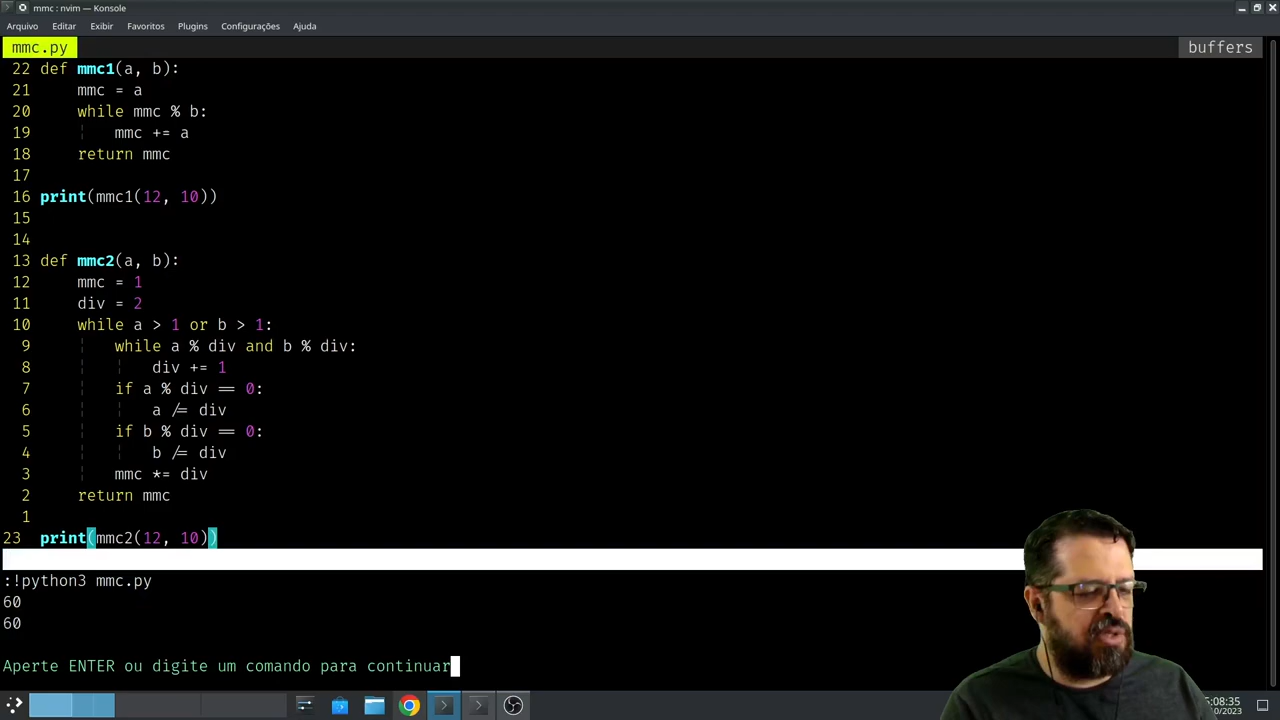 mmc : nvim — Konsole
Arquivo Editar Exibir Favoritos Plugins Configurações Ajuda
mmc.py buffers
22 def mmc1(a, b):
21 mmc = a
20 while mmc % b:
19 mmc += a
18 return mmc
17
16 print(mmc1(12, 10))
15
14
13 def mmc2(a, b):
12 mmc = 1
11 div = 2
10 while a > 1 or b > 1:
9 while a % div and b % div:
8 div += 1
7 if a % div == 0:
6 a /= div
5 if b % div == 0:
4 b /= div
3 mmc *= div
2 return mmc
1
23 print(mmc2(12, 10))
:!python3 mmc.py
60
60
Aperte ENTER ou digite um comando para continuar
:08:35
0/2023